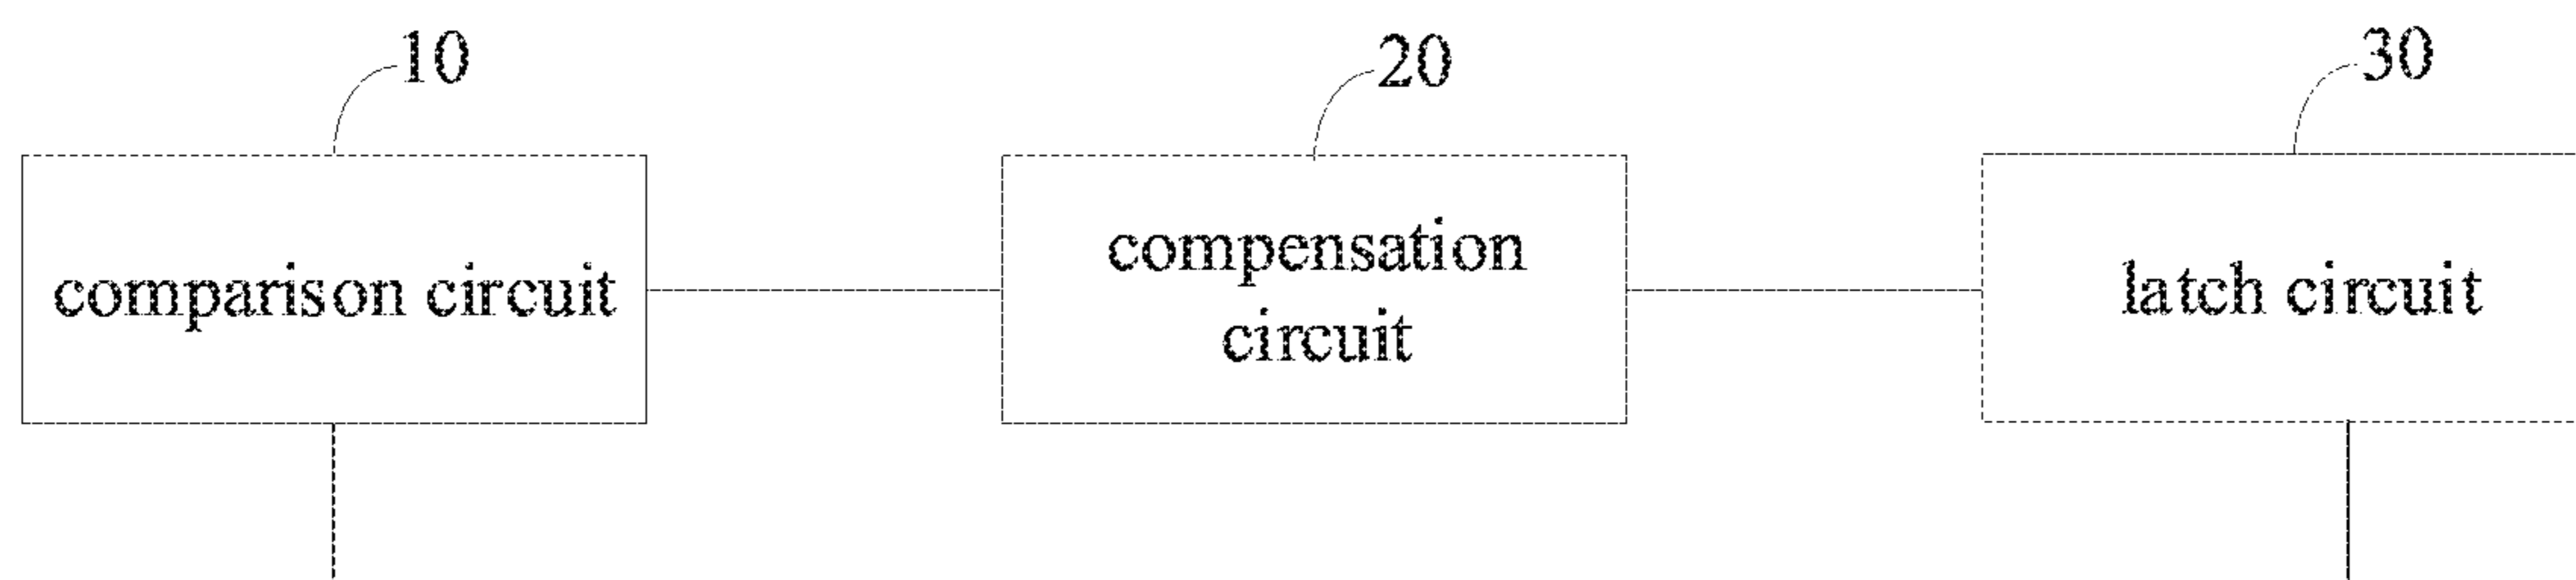 10
20
30
comparison circuit
compensation
circuit
latch circuit